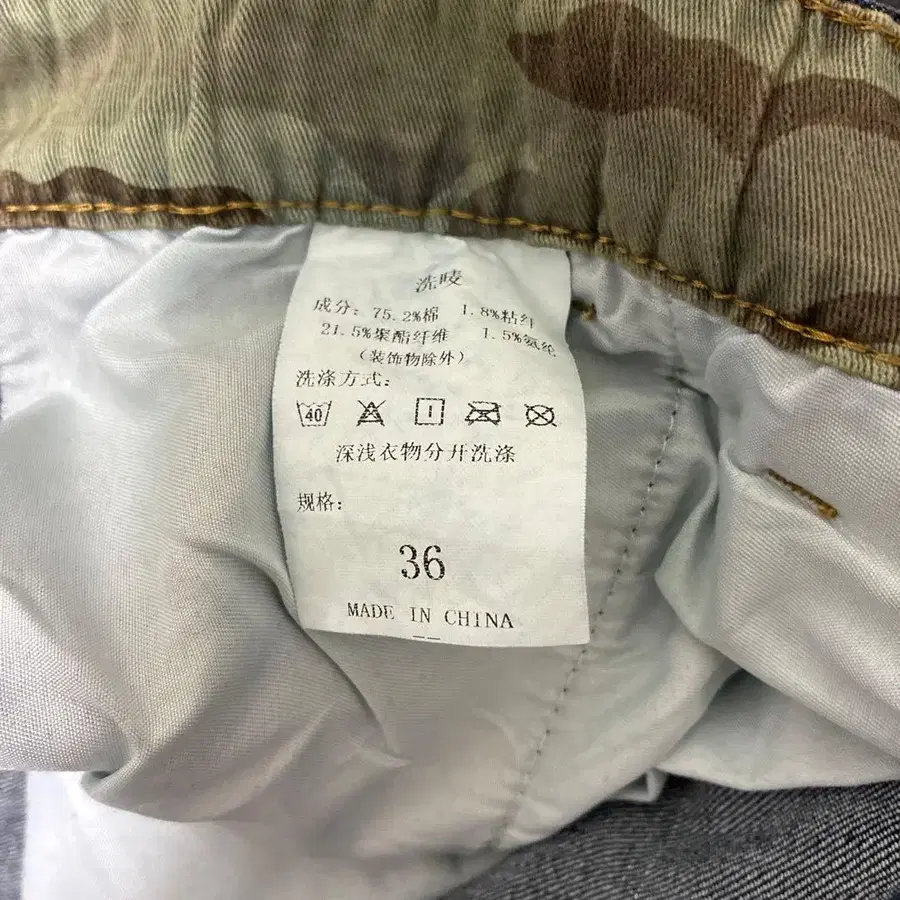 洗唛
成分：75.2%棉 1.8%粘纤
21.5%聚酯纤维 1.5%氨纶
（装饰物除外）
洗涤方式：
40
深浅衣物分开洗涤
规格：
36
MADE IN CHINA